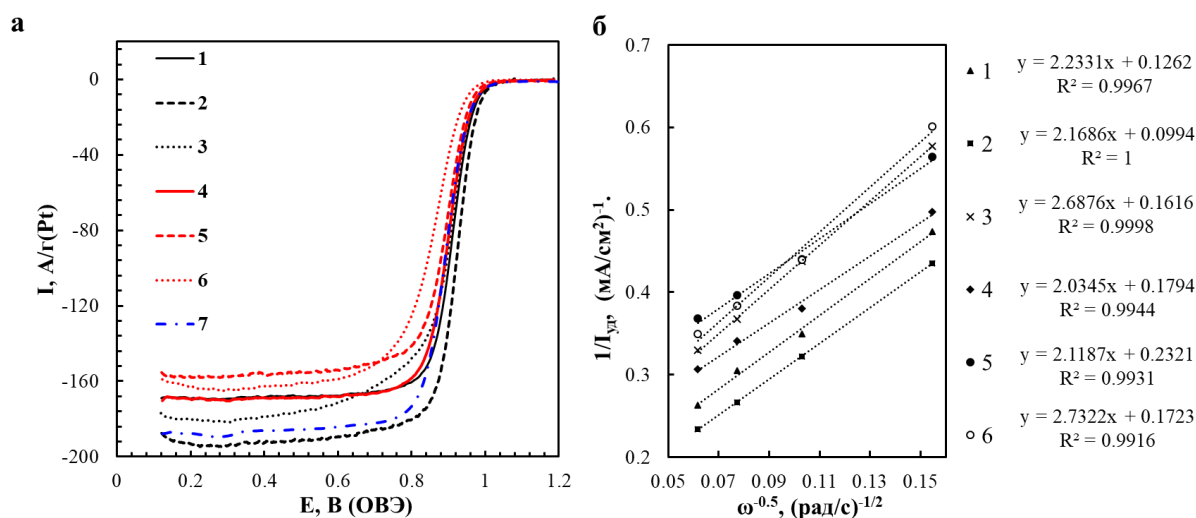 а
I, А/г(Pt)
0
-40
-80
-120
-160
-200
1
2
3
4
5
6
7
0
0.2
0.4
0.6
0.8
1
1.2
E, В (ОВЭ)
б
1/Iуд, (мА/см²)⁻¹.
0.7
0.6
0.5
0.4
0.3
0.2
0.05
0.07
0.09
0.11
0.13
0.15
ω⁻⁰·⁵, (рад/с)⁻¹/²
1
y = 2.2331x + 0.1262
R² = 0.9967
2
y = 2.1686x + 0.0994
R² = 1
3
y = 2.6876x + 0.1616
R² = 0.9998
4
y = 2.0345x + 0.1794
R² = 0.9944
5
y = 2.1187x + 0.2321
R² = 0.9931
6
y = 2.7322x + 0.1723
R² = 0.9916